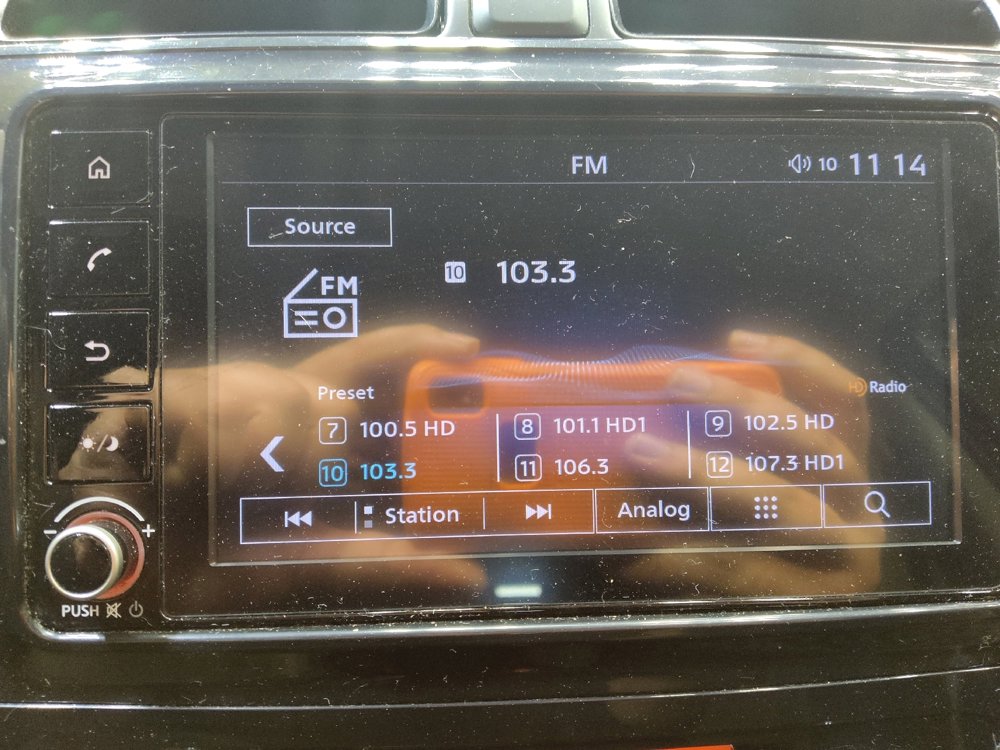 FM 10 11 14
Source
FM
10 103.3
HD Radio
Preset
7 100.5 HD 8 101.1 HD1 9 102.5 HD
10 103.3 11 106.3 12 107.3 HD1
Station Analog
- +
PUSH